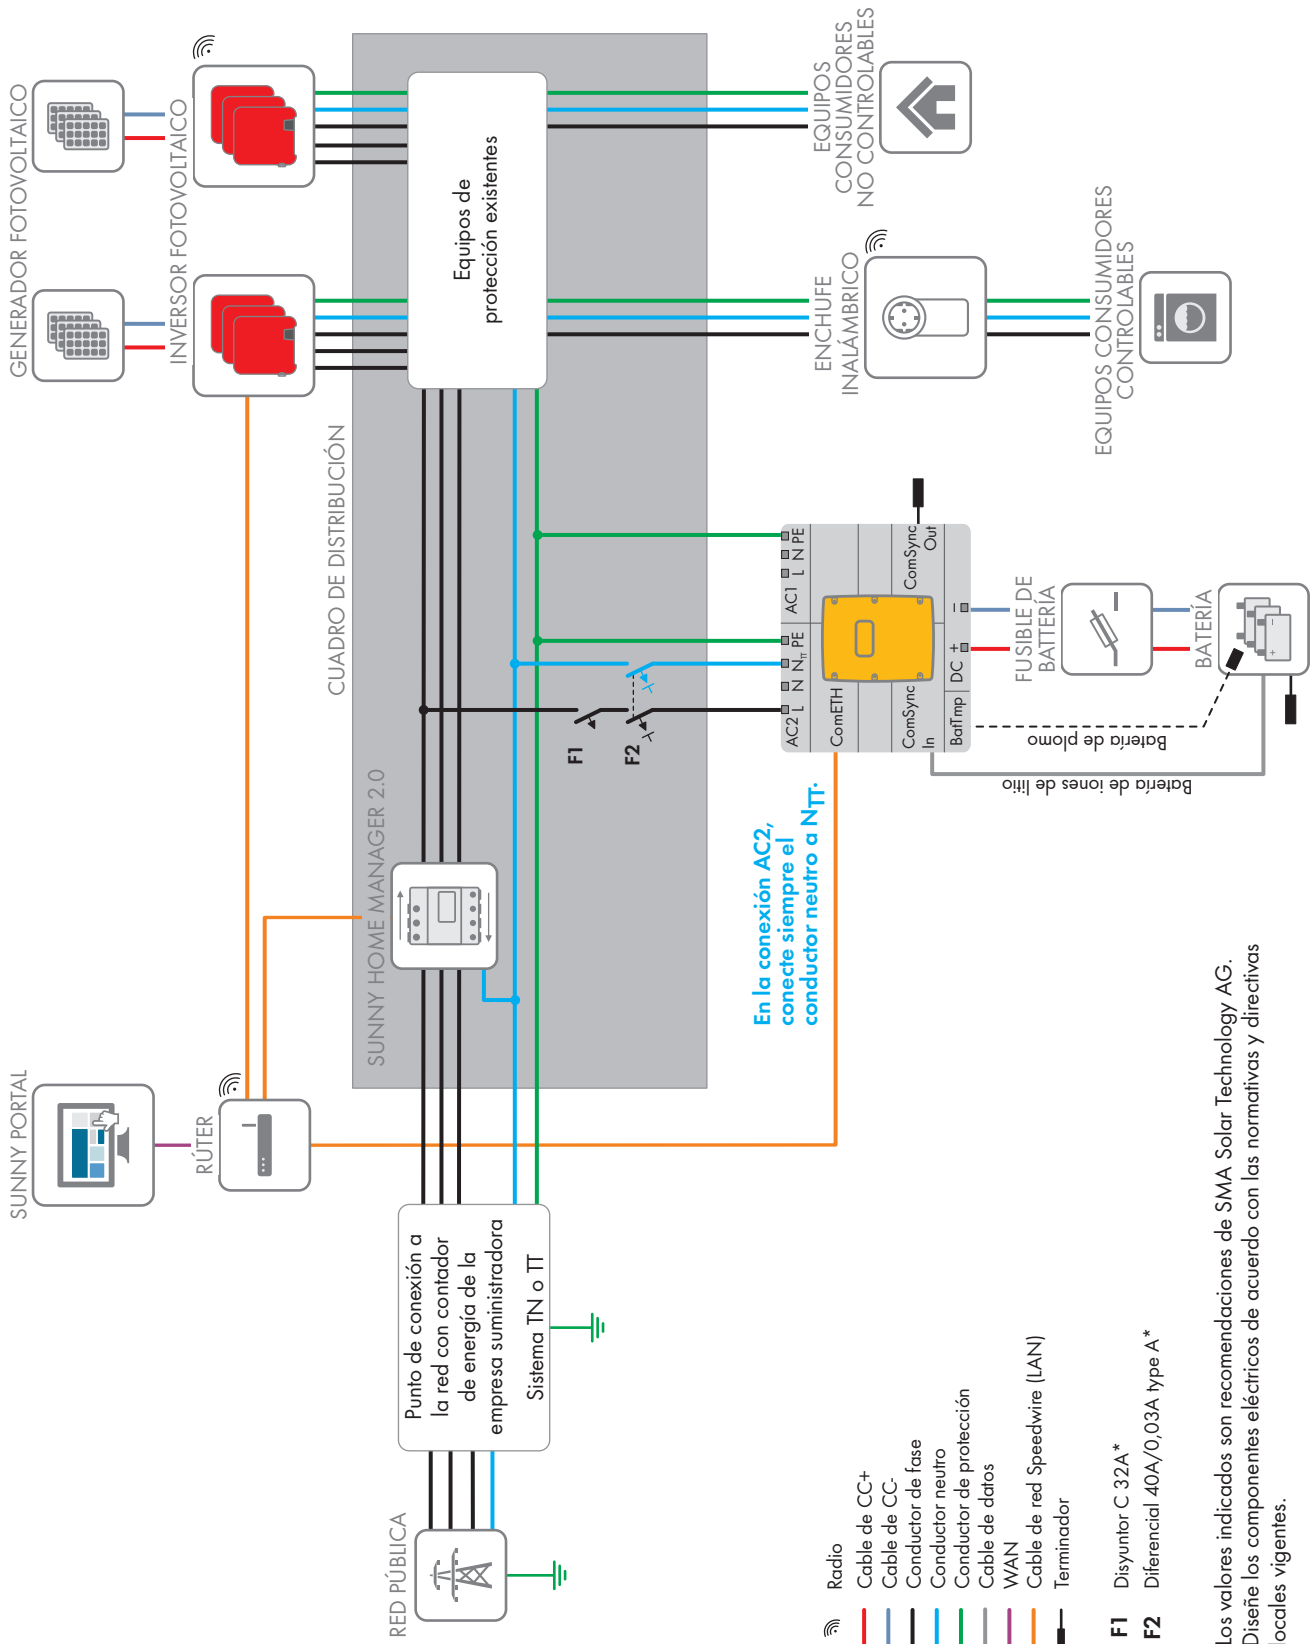 GENERADOR FOTOVOLTAICO
INVERSOR FOTOVOLTAICO
SUNNY PORTAL
RÚTER
CUADRO DE DISTRIBUCIÓN
SUNNY HOME MANAGER 2.0
RED PÚBLICA
Punto de conexión a
la red con contador
de energía de la
empresa suministradora
Sistema TN o TT
Equipos de
protección existentes
F1
F2
En la conexión AC2,
conecte siempre el
conductor neutro a NTT.
AC2 L N NTT PE
AC1 L N PE
ComETH
ComSync
In
ComSync
Out
BatTmp
DC + −
Batería de plomo
Batería de iones de litio
FUSIBLE DE
BATTERÍA
BATERÍA
+ −
ENCHUFE
INALÁMBRICO
EQUIPOS
CONSUMIDORES
NO CONTROLABLES
EQUIPOS CONSUMIDORES
CONTROLABLES
Radio
Cable de CC+
Cable de CC-
Conductor de fase
Conductor neutro
Conductor de protección
Cable de datos
WAN
Cable de red Speedwire (LAN)
Terminador
F1 Disyuntor C 32A*
F2 Diferencial 40A/0,03A type A*
Los valores indicados son recomendaciones de SMA Solar Technology AG.
Diseñe los componentes eléctricos de acuerdo con las normativas y directivas
locales vigentes.